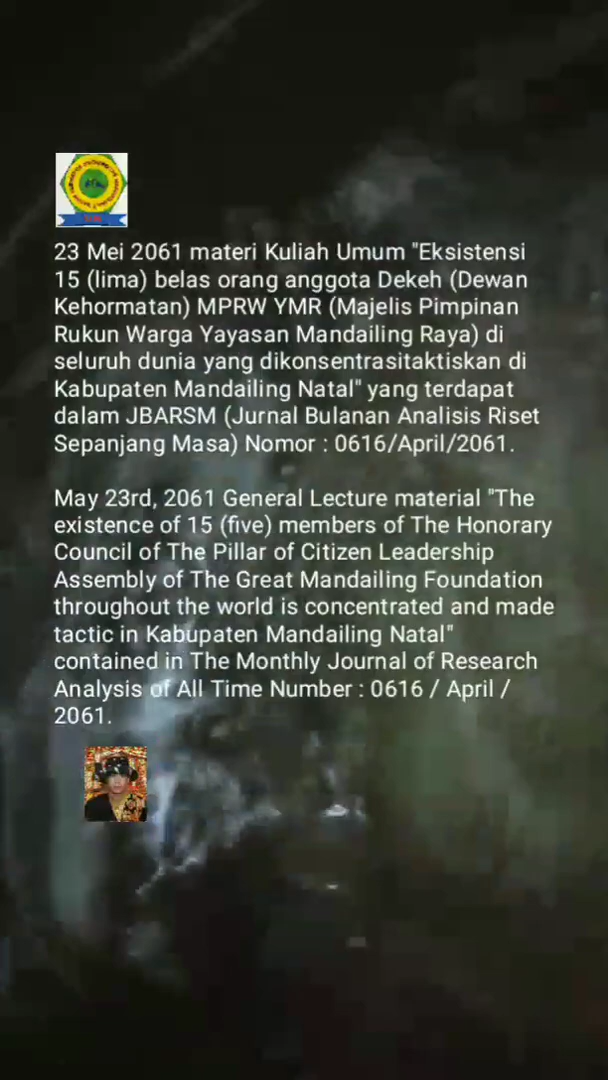 23 Mei 2061 materi Kuliah Umum "Eksistensi
15 (lima) belas orang anggota Dekeh (Dewan
Kehormatan) MPRW YMR (Majelis Pimpinan
Rukun Warga Yayasan Mandailing Raya) di
seluruh dunia yang dikonsentrasitaktiskan di
Kabupaten Mandailing Natal" yang terdapat
dalam JBARSM (Jurnal Bulanan Analisis Riset
Sepanjang Masa) Nomor : 0616/April/2061.
May 23rd, 2061 General Lecture material "The
existence of 15 (five) members of The Honorary
Council of The Pillar of Citizen Leadership
Assembly of The Great Mandailing Foundation
throughout the world is concentrated and made
tactic in Kabupaten Mandailing Natal"
contained in The Monthly Journal of Research
Analysis of All Time Number : 0616 / April /
2061.